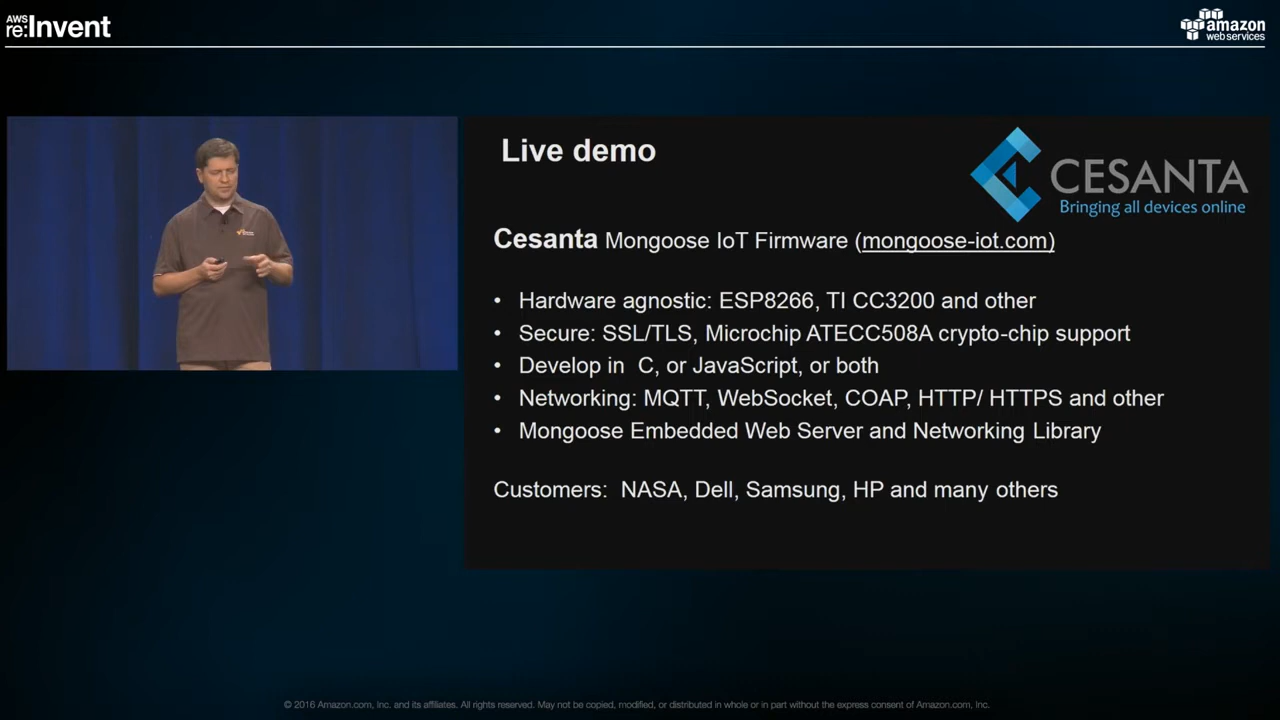 AWS
re:Invent
amazon
web services
Live demo
CESANTA
Bringing all devices online
Cesanta Mongoose IoT Firmware (mongoose-iot.com)
• Hardware agnostic: ESP8266, TI CC3200 and other
• Secure: SSL/TLS, Microchip ATECC508A crypto-chip support
• Develop in C, or JavaScript, or both
• Networking: MQTT, WebSocket, COAP, HTTP/ HTTPS and other
• Mongoose Embedded Web Server and Networking Library
Customers: NASA, Dell, Samsung, HP and many others
© 2016 Amazon.com, Inc. and its affiliates. All rights reserved. May not be copied, modified, or distributed in whole or in part without the express consent of Amazon.com, Inc.